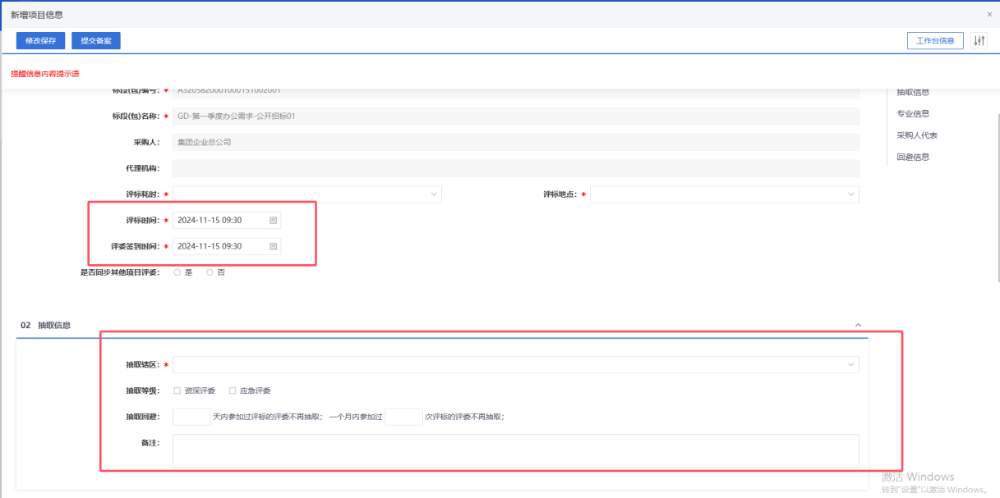 新增项目信息 ×
修改保存 提交备案 工作台信息
提醒信息内容提示语
标段(包)编号： * A3205820001000151002001 抽取信息
标段(包)名称： * GD-第一季度办公需求-公开招标01 专业信息
采购人： 集团企业总公司 采购人代表
代理机构： 回避信息
评标耗时： * 评标地点： *
评标时间： * 2024-11-15 09:30
评委签到时间： * 2024-11-15 09:30
是否同步其他项目评委： 是 否
02 抽取信息
抽取辖区： *
抽取等级： 资深评委 应急评委
抽取回避： 天内参加过评标的评委不再抽取； 一个月内参加过 次评标的评委不再抽取；
备注：
激活 Windows
转到"设置"以激活 Windows。